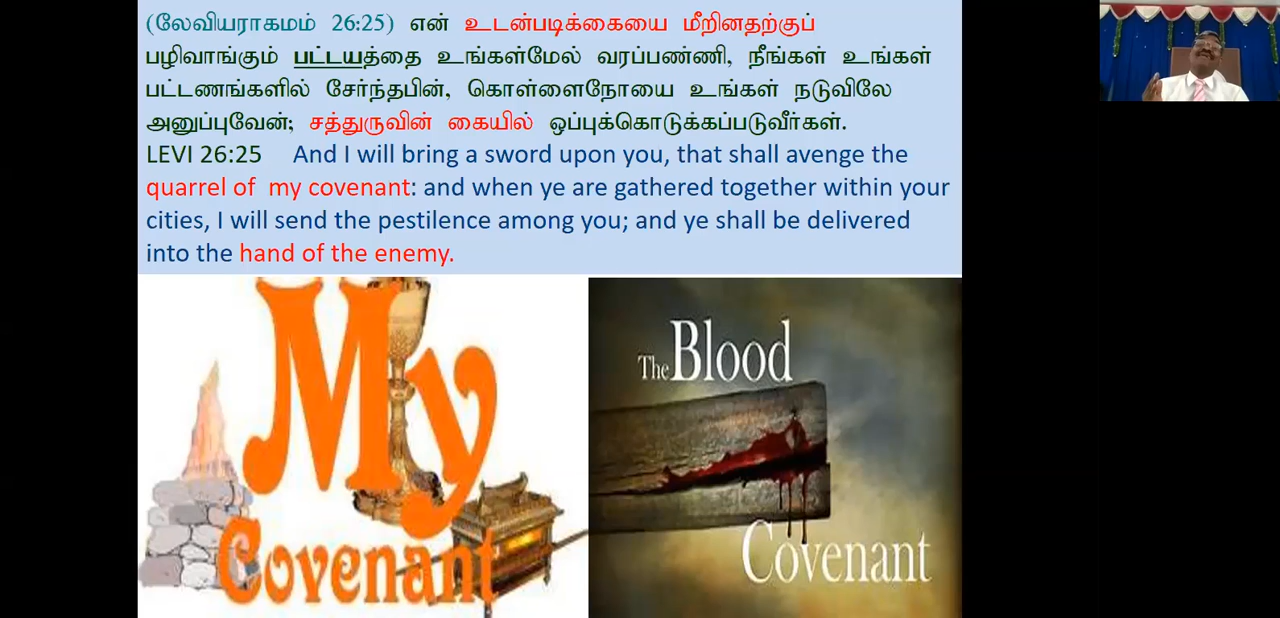 (லேவியராகமம் 26:25) என் உடன்படிக்கையை மீறினதற்குப்
பழிவாங்கும் பட்டயத்தை உங்கள்மேல் வரப்பண்ணி, நீங்கள் உங்கள்
பட்டணங்களில் சேர்ந்தபின், கொள்ளைநோயை உங்கள் நடுவிலே
அனுப்புவேன்; சத்துருவின் கையில் ஒப்புக்கொடுக்கப்படுவீர்கள்.
LEVI 26:25 And I will bring a sword upon you, that shall avenge the
quarrel of my covenant: and when ye are gathered together within your
cities, I will send the pestilence among you; and ye shall be delivered
into the hand of the enemy.
My
Covenant
The Blood
Covenant